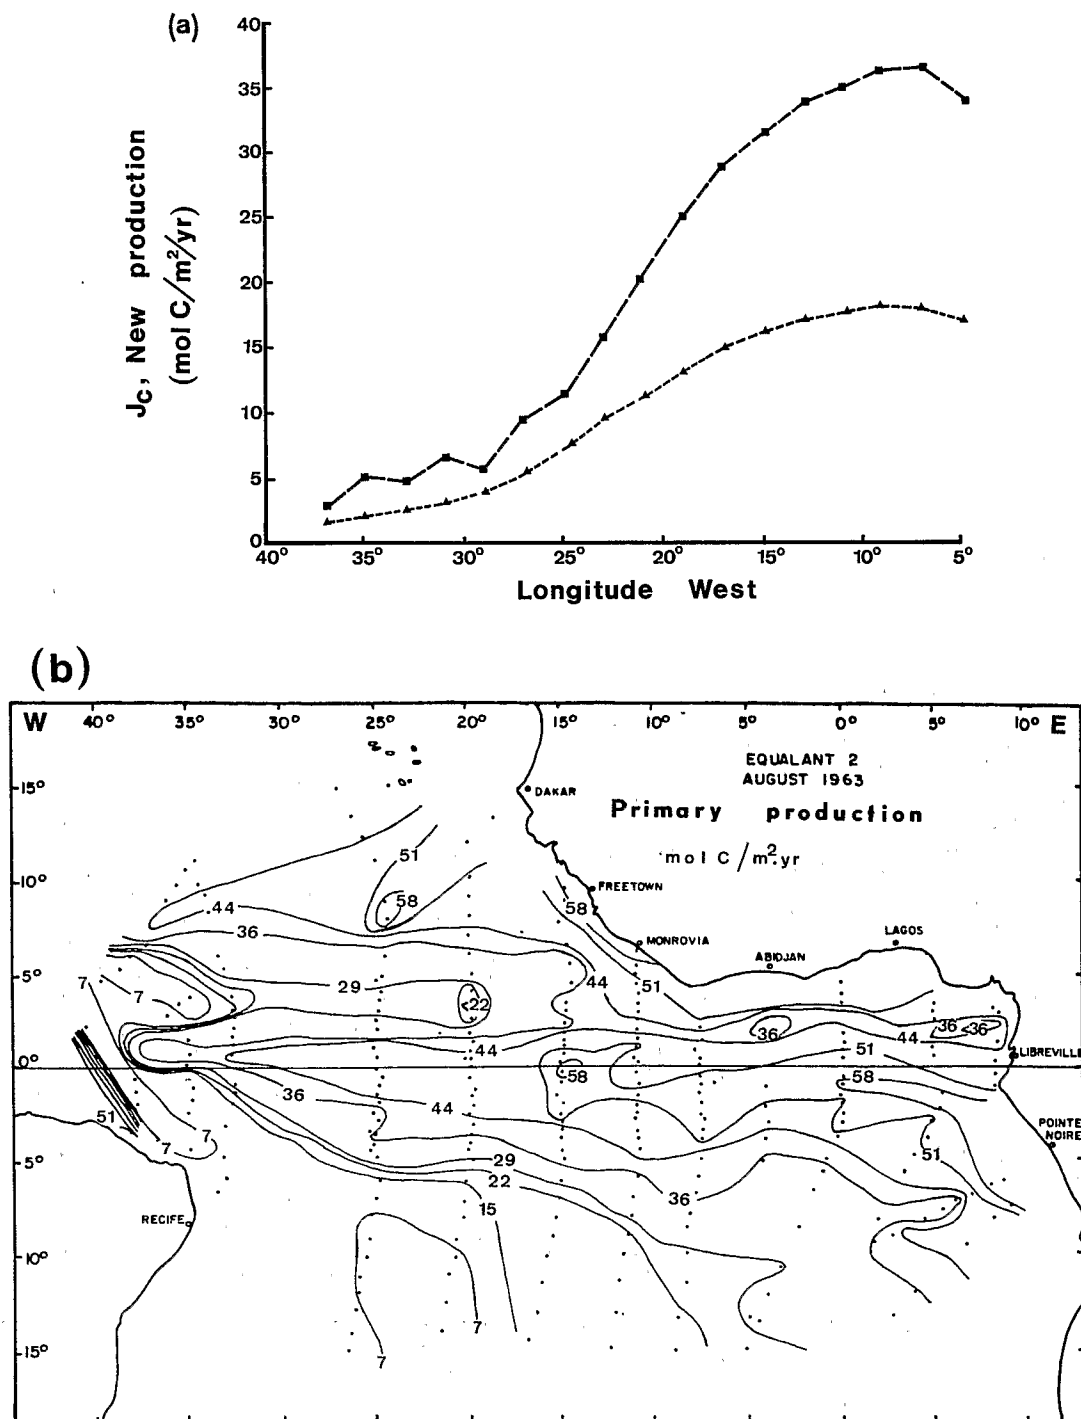 (a)
40
35
30
25
20
15
10
5
0
J_C, New production
(mol C/m²/yr)
40° 35° 30° 25° 20° 15° 10° 5°
Longitude West
(b)
W 40° 35° 30° 25° 20° 15° 10° 5° 0° 5° 10° E
EQUALANT 2
AUGUST 1963
15° DAKAR
Primary production
51
mol C/m².yr
10° 58 FREETOWN
44 58
36 MONROVIA LAGOS
ABIDJAN
5° 7 7 29 44 51
<22
36 36 <36
44 44
0° 51 LIBREVILLE
58 58
36
51 44 POINTE
NOIRE
7 7 51
5° 29
22 36
15
RECIFE
10°
7
15° 7